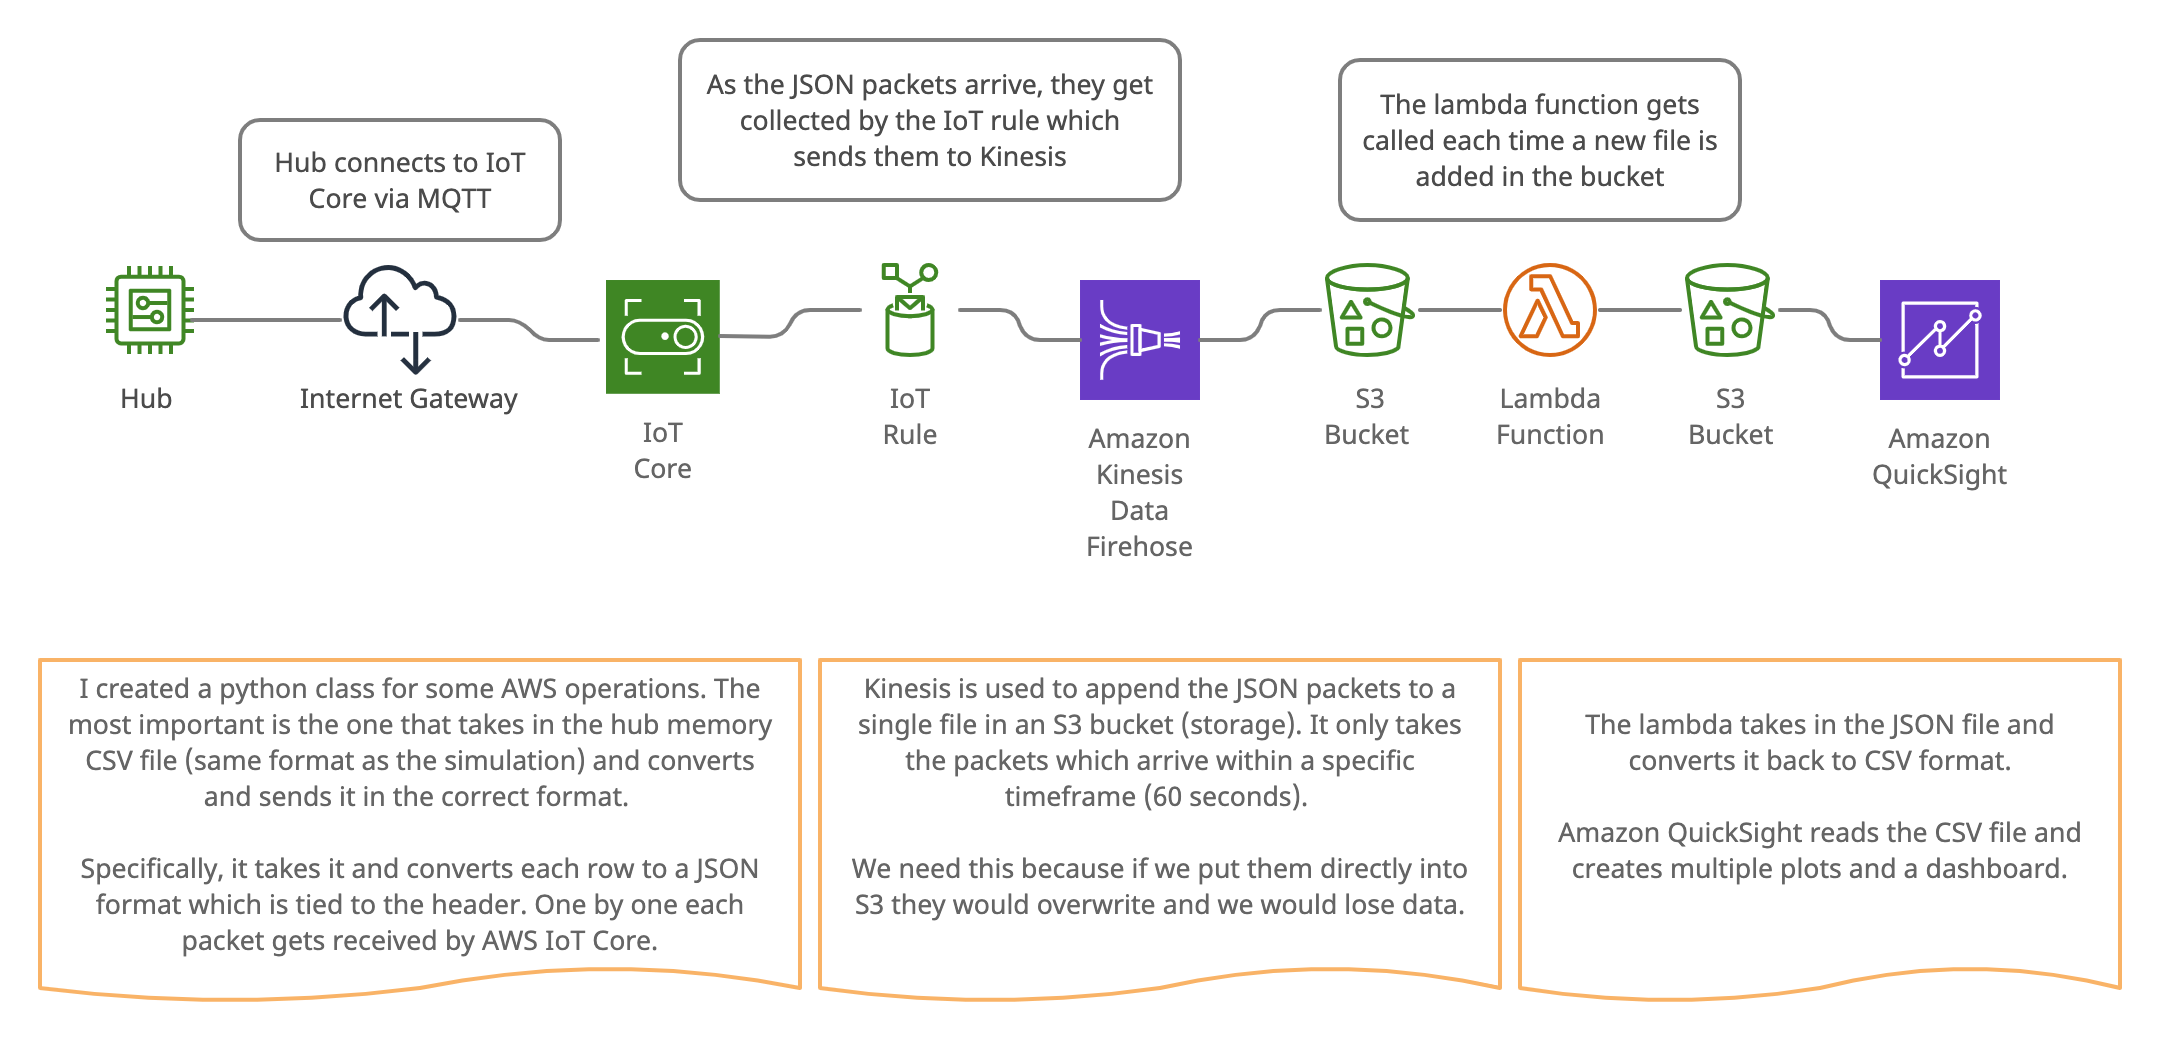 As the JSON packets arrive, they get
collected by the IoT rule which
sends them to Kinesis
The lambda function gets
called each time a new file is
added in the bucket
Hub connects to IoT
Core via MQTT
Hub
Internet Gateway
IoT
Core
IoT
Rule
Amazon
Kinesis
Data
Firehose
S3
Bucket
Lambda
Function
S3
Bucket
Amazon
QuickSight
I created a python class for some AWS operations. The
most important is the one that takes in the hub memory
CSV file (same format as the simulation) and converts
and sends it in the correct format.
Specifically, it takes it and converts each row to a JSON
format which is tied to the header. One by one each
packet gets received by AWS IoT Core.
Kinesis is used to append the JSON packets to a
single file in an S3 bucket (storage). It only takes
the packets which arrive within a specific
timeframe (60 seconds).
We need this because if we put them directly into
S3 they would overwrite and we would lose data.
The lambda takes in the JSON file and
converts it back to CSV format.
Amazon QuickSight reads the CSV file and
creates multiple plots and a dashboard.